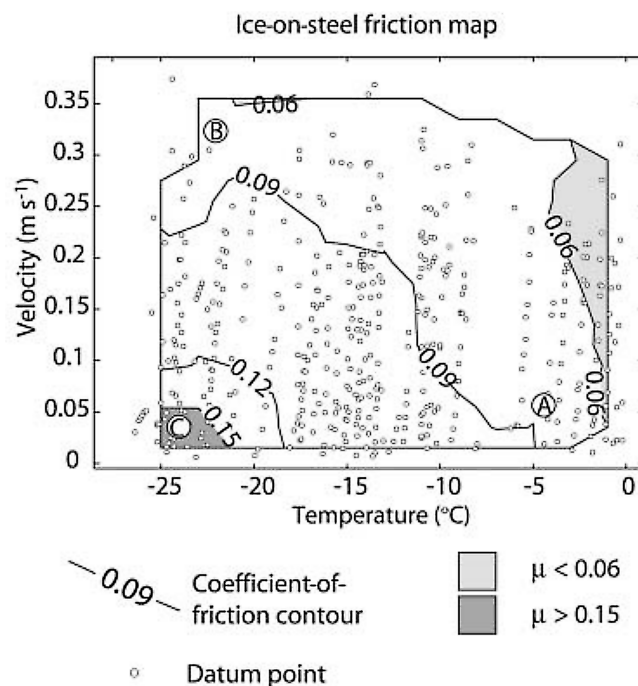 Ice-on-steel friction map
0.35
0.3
0.25
0.2
0.15
0.1
0.05
0
Velocity (m s⁻¹)
0.06
B
0.09
0.06
0.09
0.12
0.06
A
0.15
C
-25
-20
-15
-10
-5
0
Temperature (°C)
0.09
Coefficient-of-
friction contour
μ < 0.06
μ > 0.15
Datum point